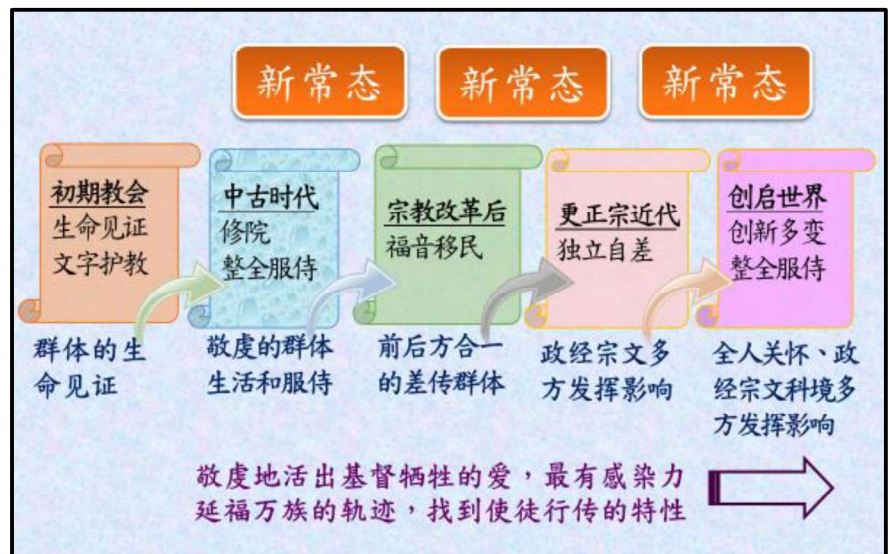 新常态
新常态
新常态
初期教会
生命见证
文字护教
中古时代
修院
整全服侍
宗教改革后
福音移民
更正宗近代
独立自差
创启世界
创新多变
整全服侍
群体的生
命见证
敬虔的群体
生活和服侍
前后方合一
的差传群体
政经宗文多
方发挥影响
全人关怀、政
经宗文科境多
方发挥影响
敬虔地活出基督牺牲的爱，最有感染力
延福万族的轨迹，找到使徒行传的特性